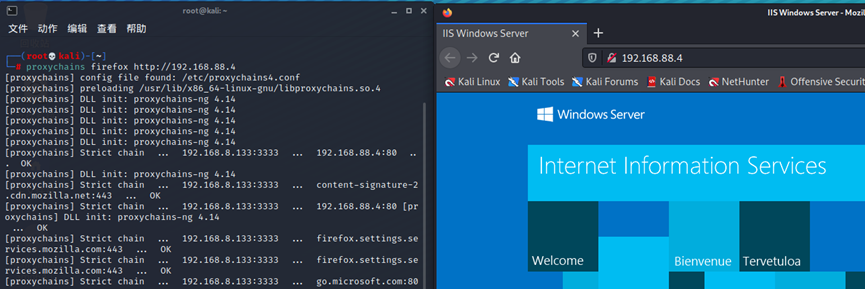 root@kali: ~
文件 动作 编辑 查看 帮助
(root💀kali)-[~]
# proxychains firefox http://192.168.88.4
[proxychains] config file found: /etc/proxychains4.conf
[proxychains] preloading /usr/lib/x86_64-linux-gnu/libproxychains.so.4
[proxychains] DLL init: proxychains-ng 4.14
[proxychains] DLL init: proxychains-ng 4.14
[proxychains] DLL init: proxychains-ng 4.14
[proxychains] DLL init: proxychains-ng 4.14
[proxychains] Strict chain ... 192.168.8.133:3333 ... 192.168.88.4:80 ..
. OK
[proxychains] DLL init: proxychains-ng 4.14
[proxychains] Strict chain ... 192.168.8.133:3333 ... content-signature-2
.cdn.mozilla.net:443 ... OK
[proxychains] Strict chain ... 192.168.8.133:3333 ... 192.168.88.4:80 [pr
oxychains] DLL init: proxychains-ng 4.14
... OK
[proxychains] Strict chain ... 192.168.8.133:3333 ... firefox.settings.se
rvices.mozilla.com:443 ... OK
[proxychains] Strict chain ... 192.168.8.133:3333 ... firefox.settings.se
rvices.mozilla.com:443 ... OK
[proxychains] Strict chain ... 192.168.8.133:3333 ... go.microsoft.com:80
IIS Windows Server - Mozi
IIS Windows Server
192.168.88.4
Kali Linux Kali Tools Kali Forums Kali Docs NetHunter Offensive Securit
Windows Server
Internet Information Services
Welcome Bienvenue Tervetuloa